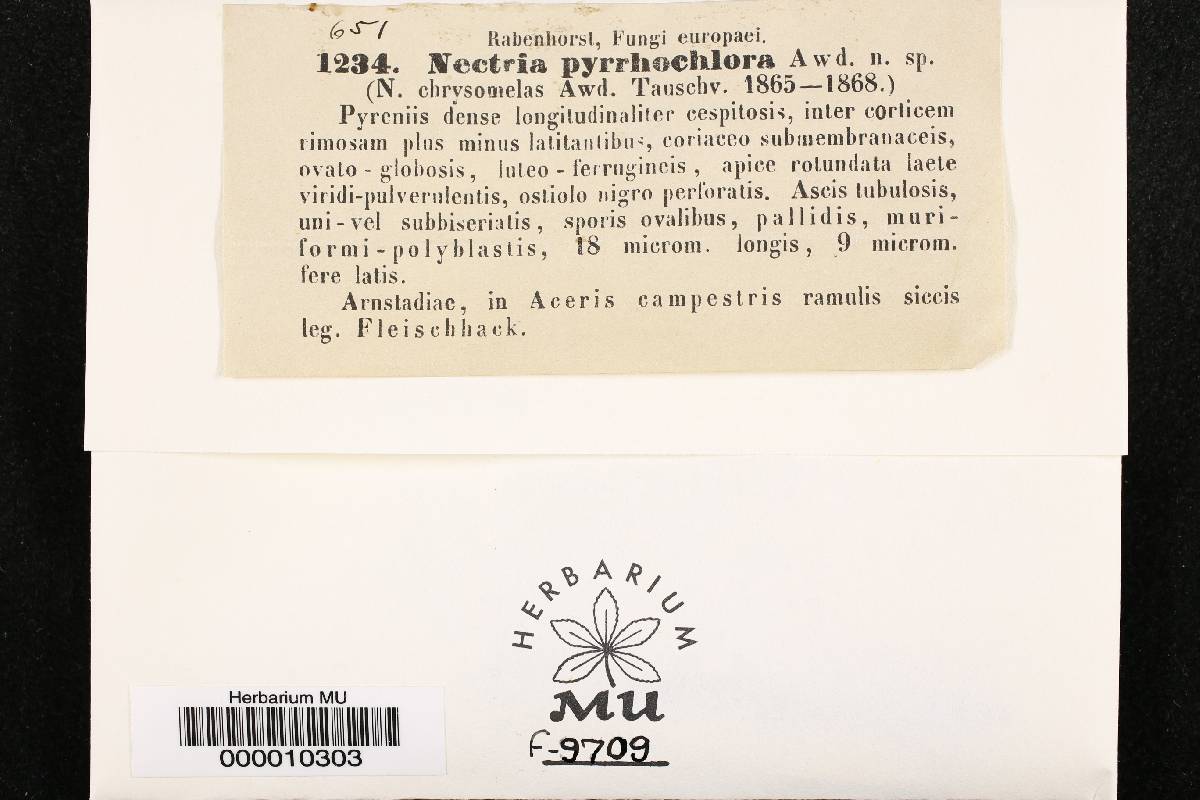 651
Rabenhorst, Fungi europaei.
1234. Nectria pyrrhochlora Awd. n. sp.
(N. chrysomelas Awd. Tauschv. 1865—1868.)
Pyreniis dense longitudinaliter cespitosis, inter corticem
rimosam plus minus latitantibus, coriaceo submembranaceis,
ovato-globosis, luteo-ferrugineis, apice rotundata laete
viridi-pulverulentis, ostiolo nigro perforatis. Ascis tubulosis,
uni-vel subbiseriatis, sporis ovalibus, pallidis, muri-
formi-polyblastis, 18 microm. longis, 9 microm.
fere latis.
Arnstadiae, in Aceris campestris ramulis siccis
leg. Fleischhack.
HERBARIUM
MU
F-9709
Herbarium MU
000010303